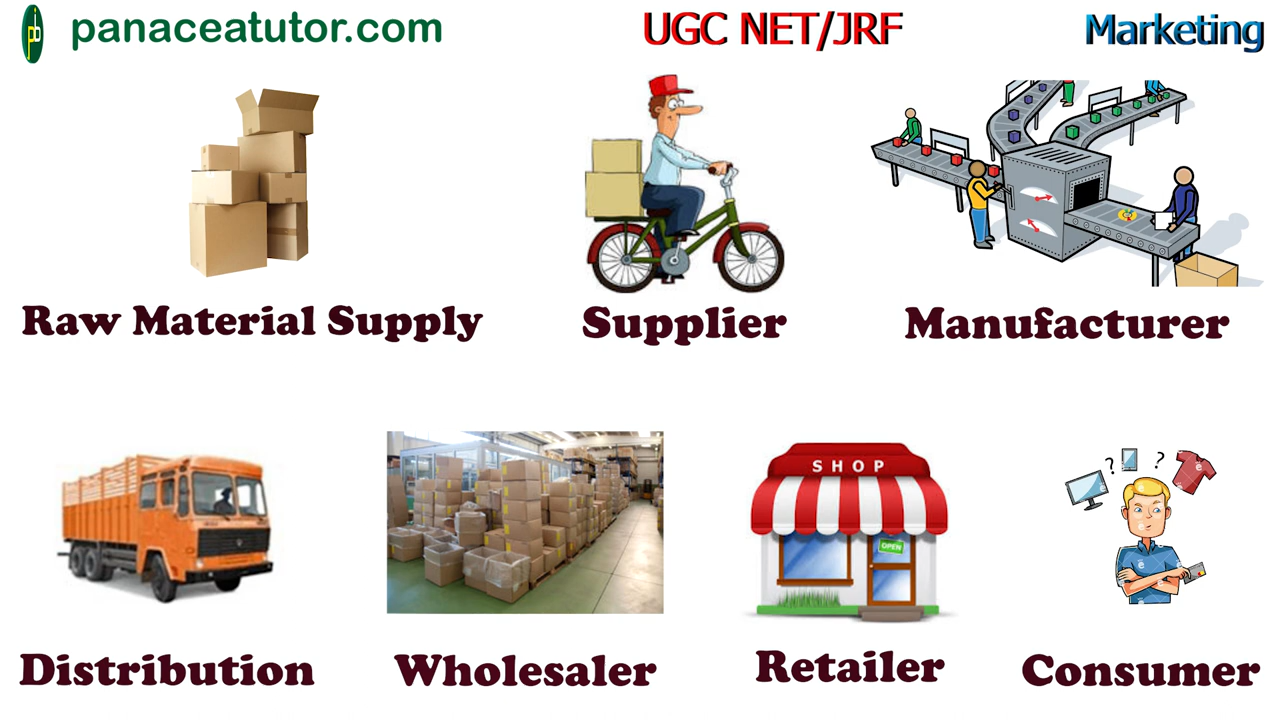 panaceatutor.com
UGC NET/JRF
Marketing
Raw Material Supply
Supplier
Manufacturer
SHOP
OPEN
Distribution
Wholesaler
Retailer
Consumer